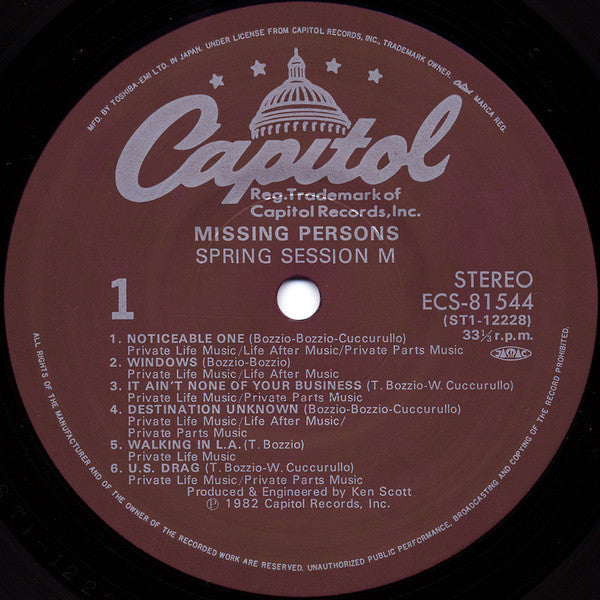 MFD. BY TOSHIBA-EMI LTD. IN JAPAN. UNDER LICENSE FROM CAPITOL RECORDS, INC., TRADEMARK OWNER. Capitol MARCA REG.
Capitol
Reg. Trademark of
Capitol Records, Inc.
MISSING PERSONS
SPRING SESSION M
1
STEREO
ECS-81544
(ST1-12228)
33⅓ r.p.m.
JASRAC
1. NOTICEABLE ONE (Bozzio-Bozzio-Cuccurullo)
Private Life Music/Life After Music/Private Parts Music
2. WINDOWS (Bozzio-Bozzio)
Private Life Music/Life After Music
3. IT AIN'T NONE OF YOUR BUSINESS (T. Bozzio-W. Cuccurullo)
Private Life Music/Private Parts Music
4. DESTINATION UNKNOWN (Bozzio-Bozzio-Cuccurullo)
Private Life Music/Life After Music/
Private Parts Music
5. WALKING IN L.A. (T. Bozzio)
Private Life Music
6. U.S. DRAG (T. Bozzio-W. Cuccurullo)
Private Life Music/Private Parts Music
Produced & Engineered by Ken Scott
℗ 1982 Capitol Records, Inc.
ALL RIGHTS OF THE MANUFACTURER AND OF THE OWNER OF THE RECORDED WORK ARE RESERVED. UNAUTHORIZED PUBLIC PERFORMANCE, BROADCASTING AND COPYING OF THE RECORD PROHIBITED.